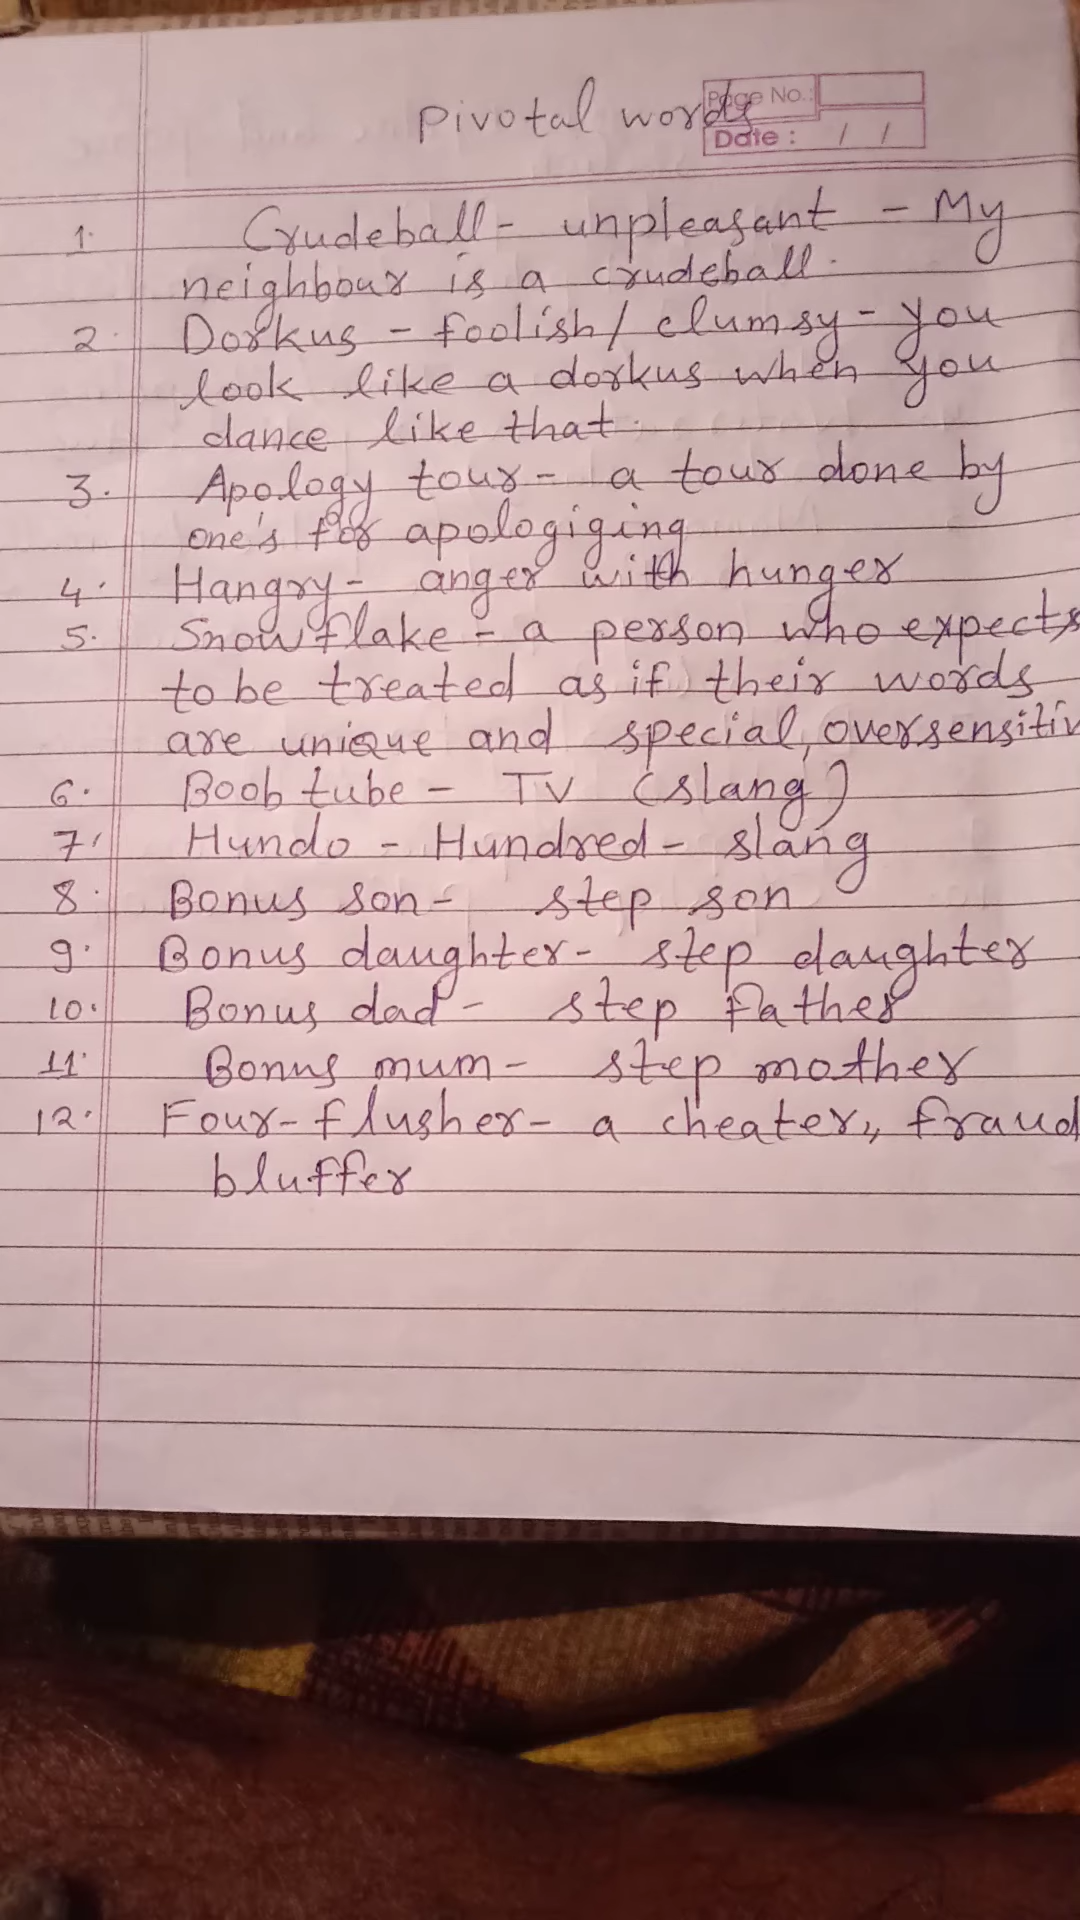 Pivotal words
Page No.:
Date : / /
1. Crudeball - unpleasant - My
neighbour is a crudeball.
2. Dorkus - foolish / clumsy - you
look like a dorkus when you
dance like that.
3. Apology tour - a tour done by
one's for apologiging
4. Hangry - anger with hunger
5. Snowflake - a person who expects
to be treated as if their words
are unique and special, oversensitiv
6. Boob tube - TV (slang)
7. Hundo - Hundred - slang
8. Bonus son - step son
9. Bonus daughter - step daughter
10. Bonus dad - step father
11. Bonus mum - step mother
12. Four-flusher - a cheater, fraud
bluffer